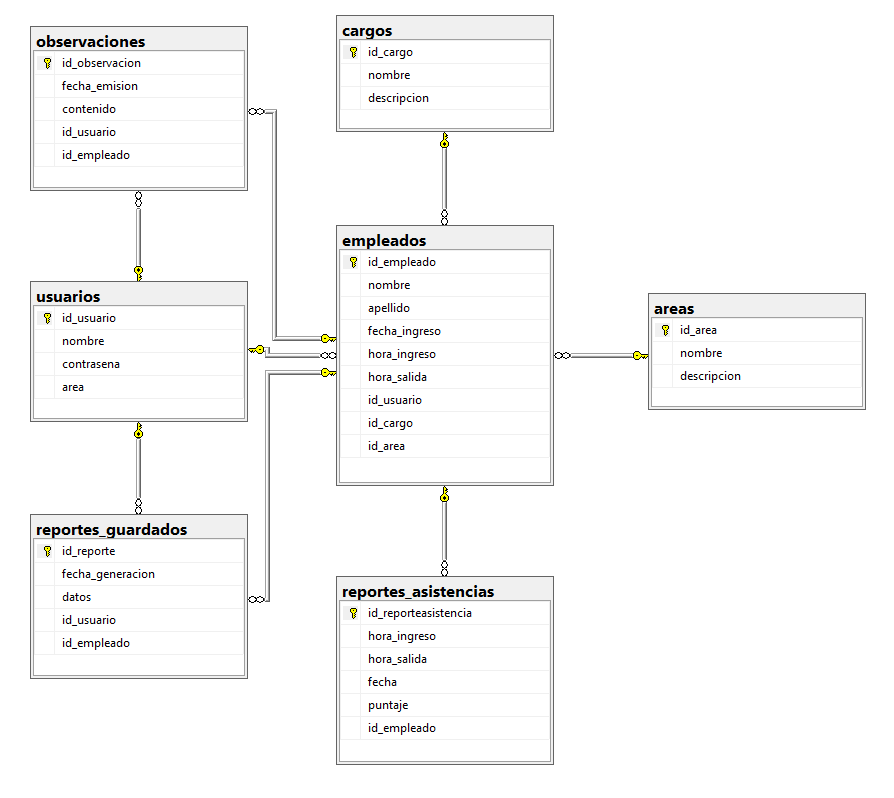 observaciones
id_observacion
fecha_emision
contenido
id_usuario
id_empleado
cargos
id_cargo
nombre
descripcion
usuarios
id_usuario
nombre
contrasena
area
empleados
id_empleado
nombre
apellido
fecha_ingreso
hora_ingreso
hora_salida
id_usuario
id_cargo
id_area
areas
id_area
nombre
descripcion
reportes_guardados
id_reporte
fecha_generacion
datos
id_usuario
id_empleado
reportes_asistencias
id_reporteasistencia
hora_ingreso
hora_salida
fecha
puntaje
id_empleado